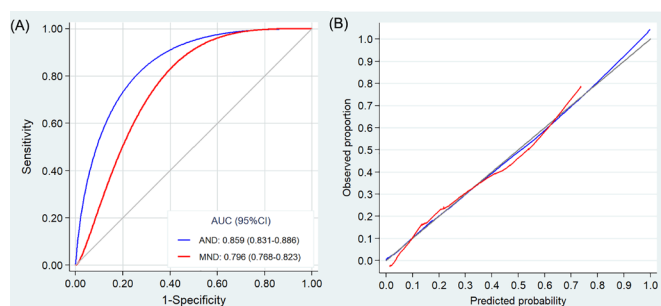 (A)
1.00
0.80
0.60
0.40
0.20
0.00
Sensitivity
AUC (95%CI)
AND: 0.859 (0.831-0.886)
MND: 0.796 (0.768-0.823)
0.00 0.20 0.40 0.60 0.80 1.00
1-Specificity
(B)
1.0
0.9
0.8
0.7
0.6
0.5
0.4
0.3
0.2
0.1
0.0
Observed proportion
0.0 0.1 0.2 0.3 0.4 0.5 0.6 0.7 0.8 0.9 1.0
Predicted probability